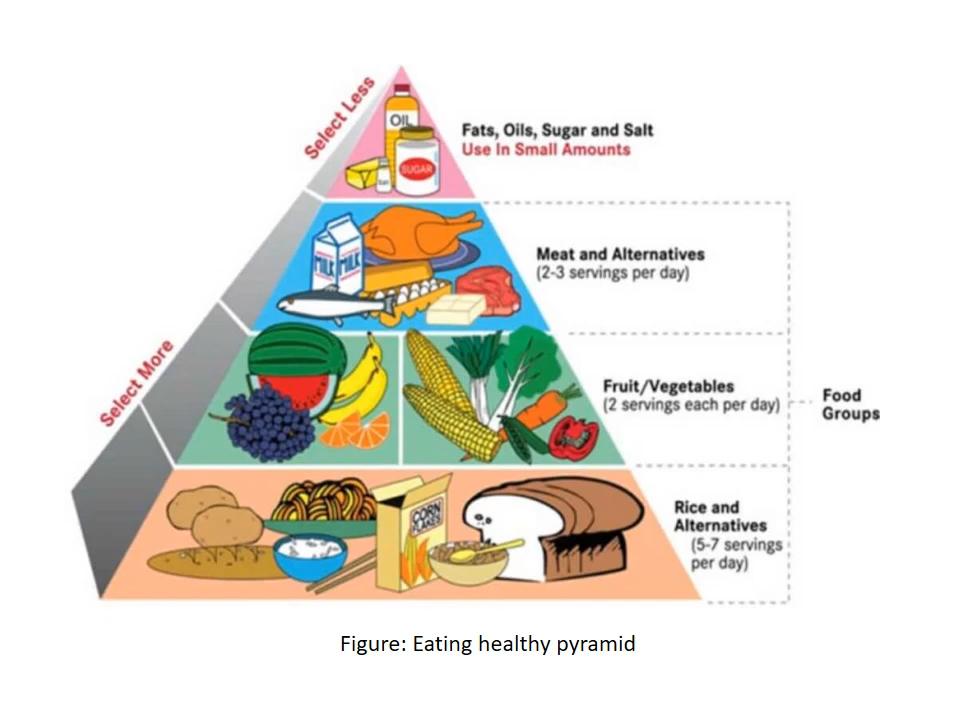 Select Less
OIL
SUGAR
Salt
Fats, Oils, Sugar and Salt
Use In Small Amounts
MILK MILK
Meat and Alternatives
(2-3 servings per day)
Select More
Fruit/Vegetables
(2 servings each per day)
Food
Groups
CORN
FLAKES
Rice and
Alternatives
(5-7 servings
per day)
Figure: Eating healthy pyramid